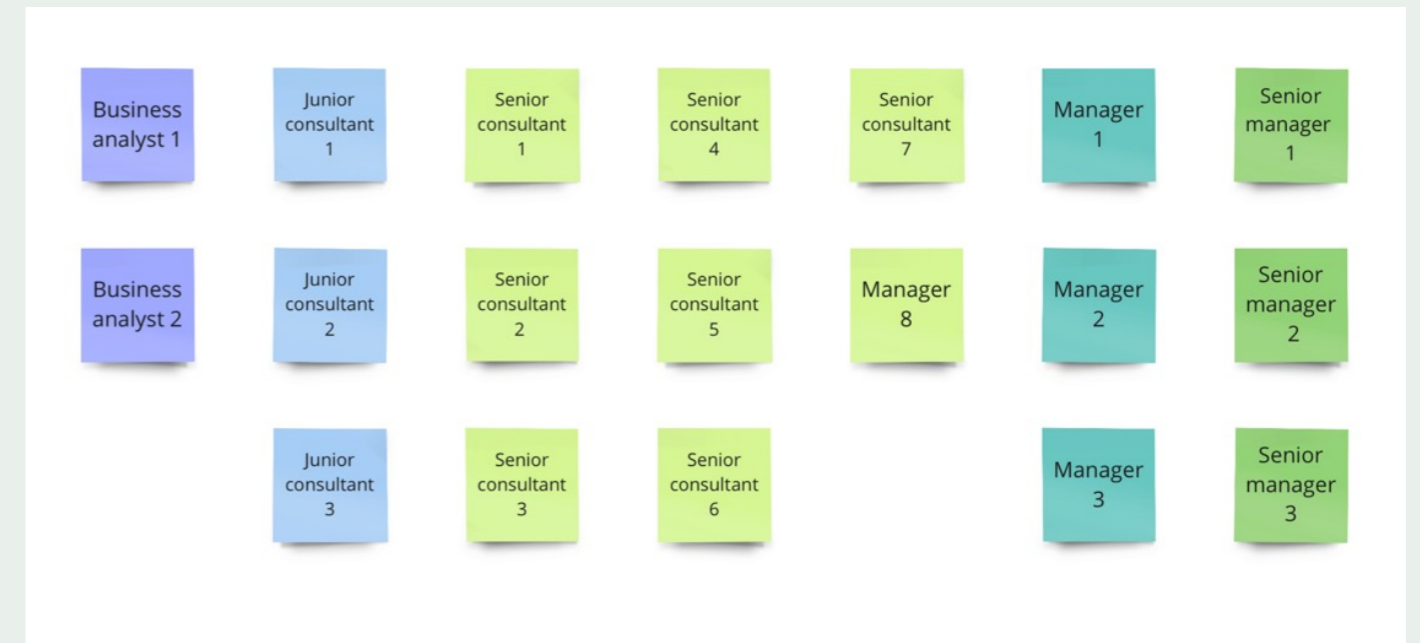 Business
analyst 1
Junior
consultant
1
Senior
consultant
1
Senior
consultant
4
Senior
consultant
7
Manager
1
Senior
manager
1
Business
analyst 2
Junior
consultant
2
Senior
consultant
2
Senior
consultant
5
Manager
8
Manager
2
Senior
manager
2
Junior
consultant
3
Senior
consultant
3
Senior
consultant
6
Manager
3
Senior
manager
3